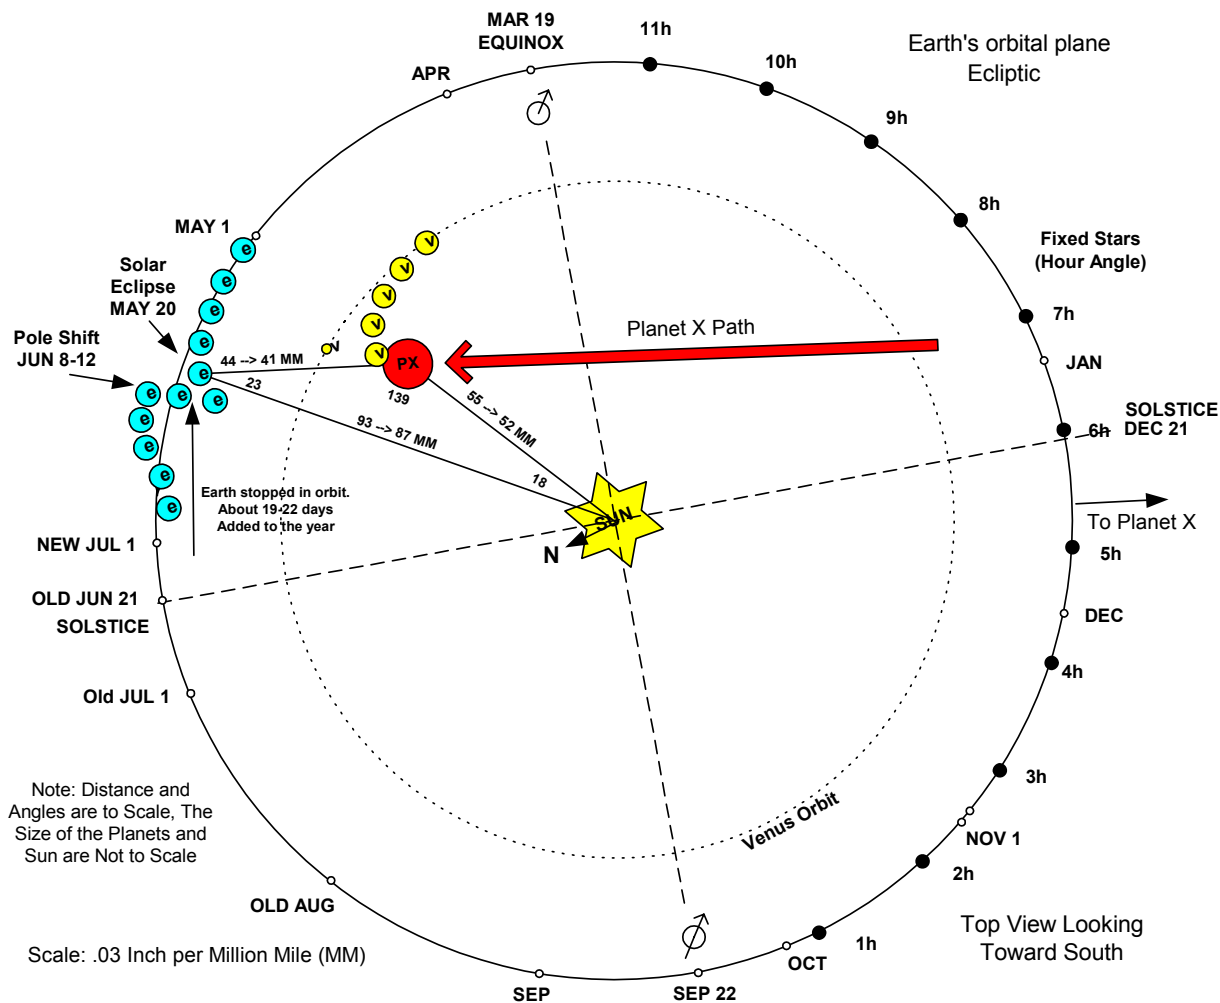 MAR 19
EQUINOX
11h
Earth's orbital plane
Ecliptic
10h
APR
9h
8h
MAY 1
Fixed Stars
(Hour Angle)
Solar
Eclipse
MAY 20
7h
Pole Shift
JUN 8-12
Planet X Path
JAN
e
e
e
e
e
e
e
e
e
e
e
e
v
v
v
v
v
v
PX
44 --> 41 MM
23
139
55 --> 52 MM
93 --> 87 MM
18
SOLSTICE
DEC 21
6h
Earth stopped in orbit.
About 19-22 days
Added to the year
SUN
N
To Planet X
NEW JUL 1
5h
OLD JUN 21
SOLSTICE
DEC
4h
Old JUL 1
3h
Note: Distance and
Angles are to Scale, The
Size of the Planets and
Sun are Not to Scale
Venus Orbit
NOV 1
2h
OLD AUG
1h
Top View Looking
Toward South
Scale: .03 Inch per Million Mile (MM)
OCT
SEP
SEP 22